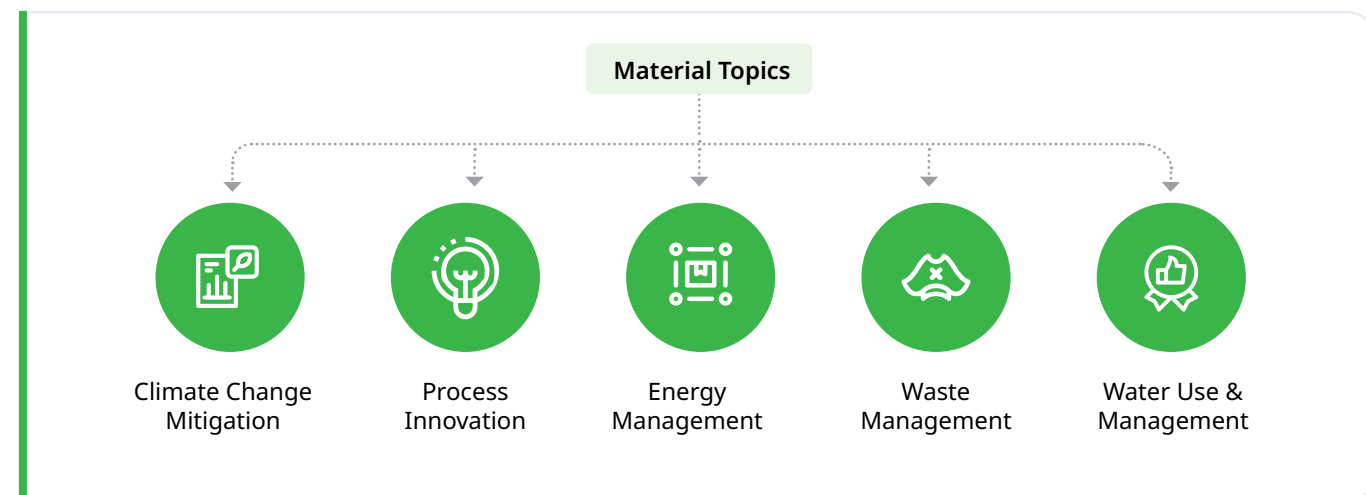 Material Topics
Climate Change
Mitigation
Process
Innovation
Energy
Management
Waste
Management
Water Use &
Management